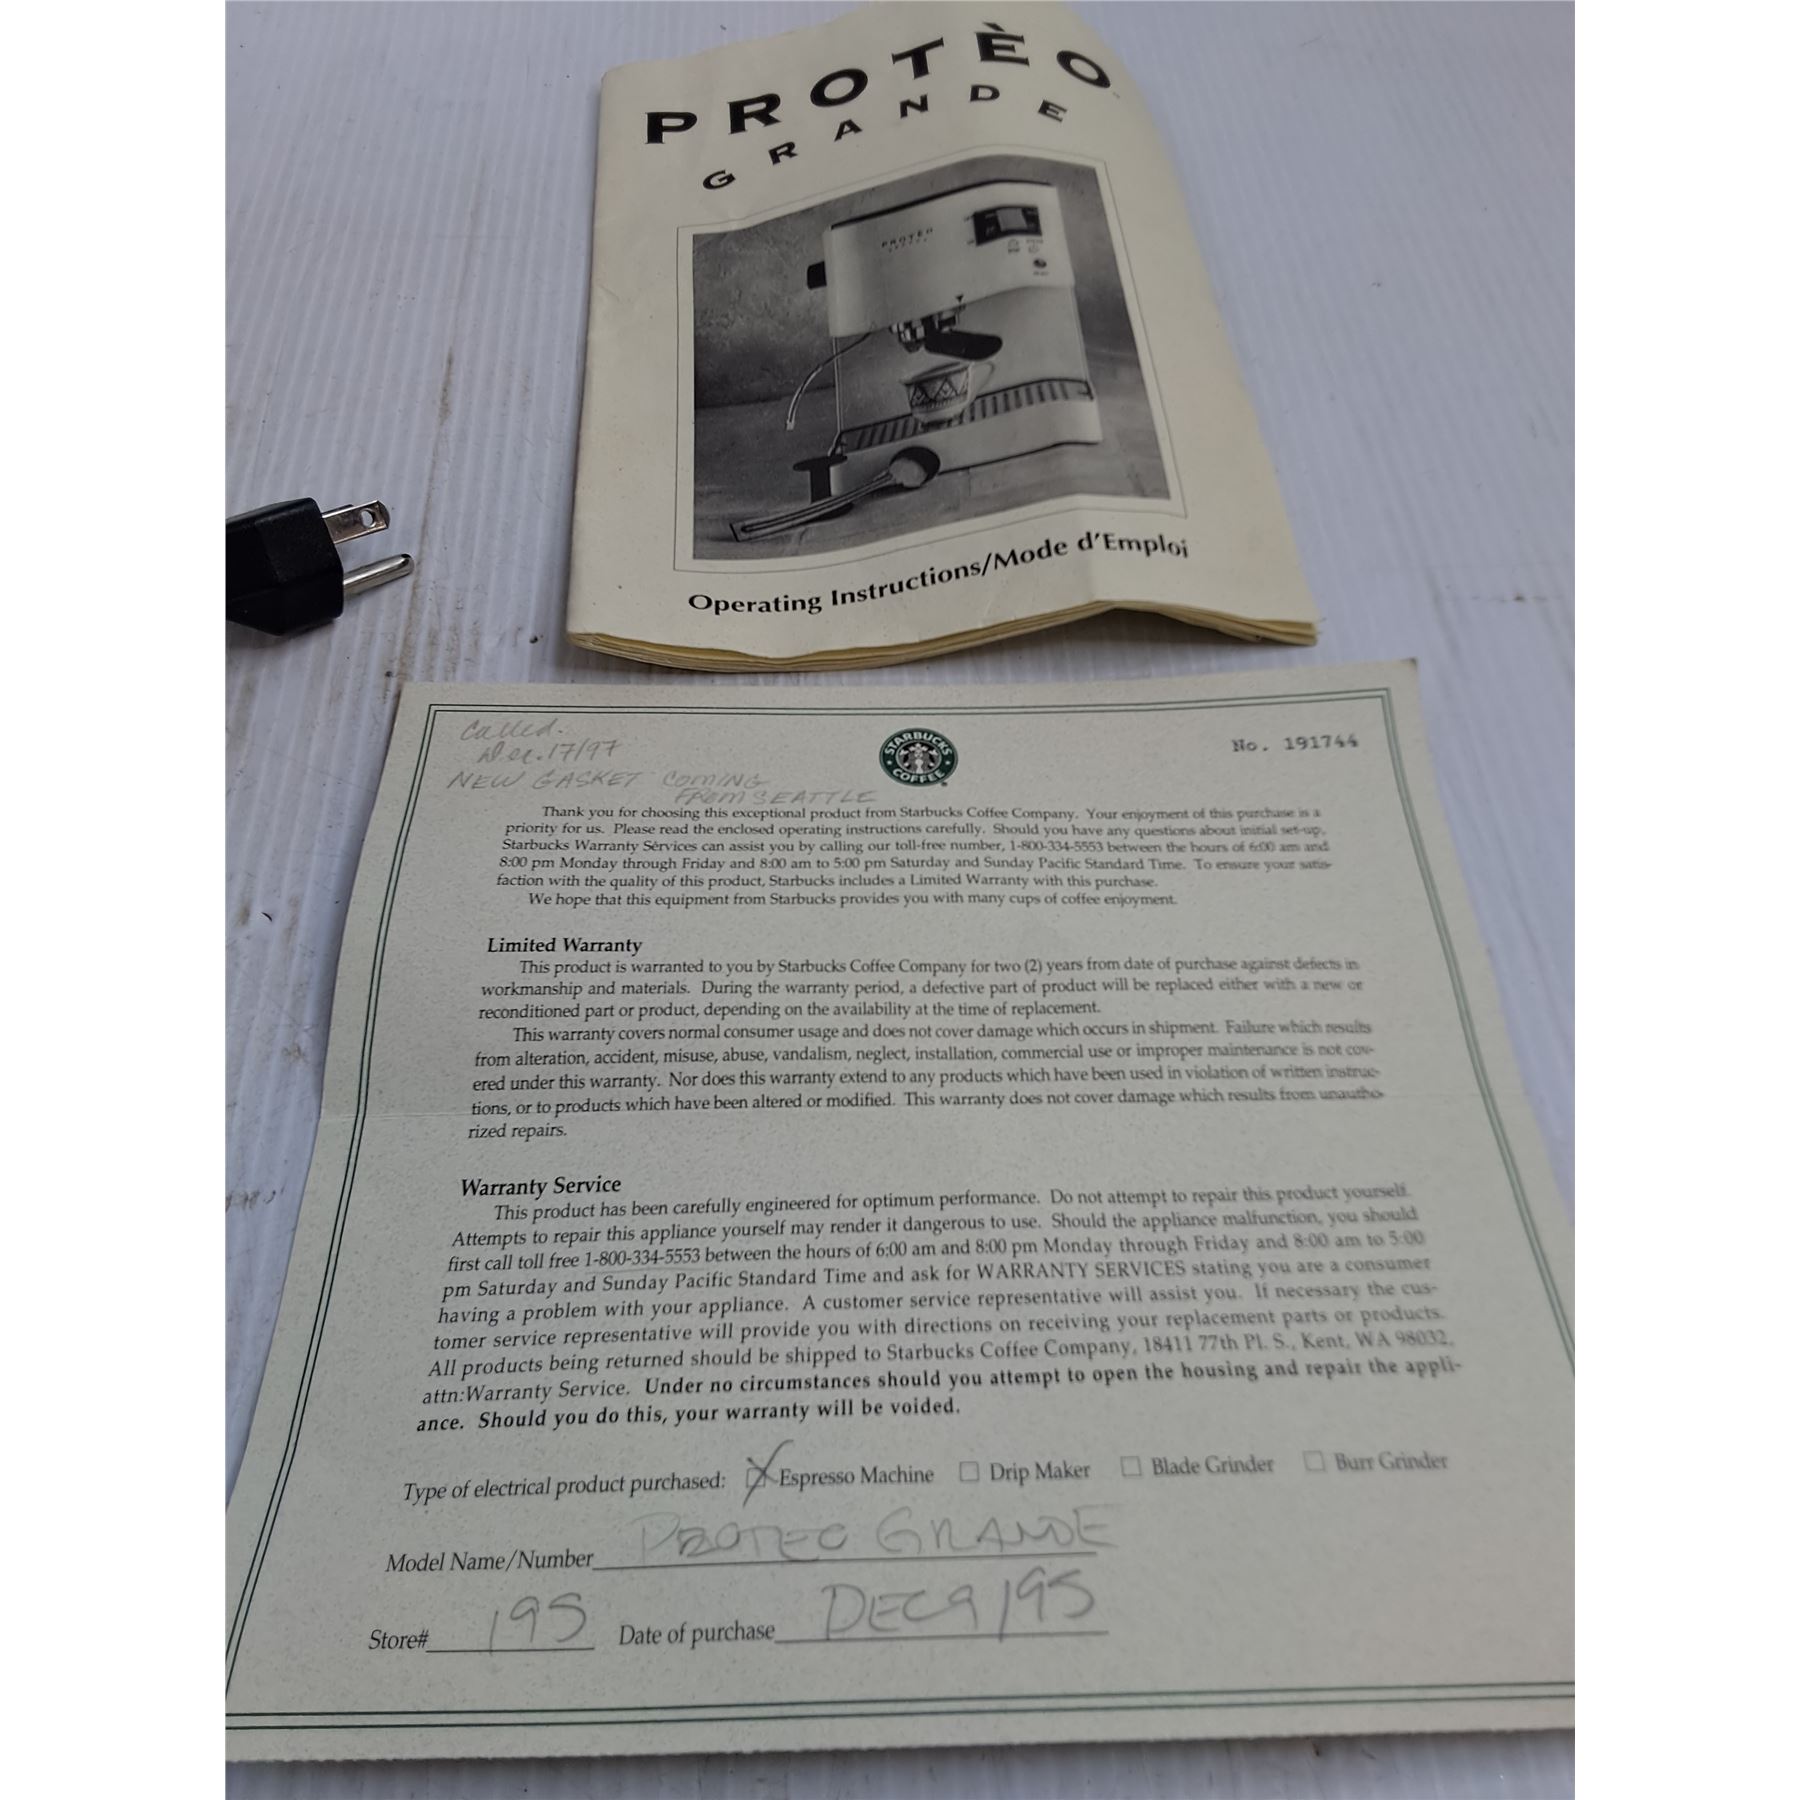 PROTÈO
GRANDE
PROTÈO
Operating Instructions/Mode d'Emploi
Called.
Dec. 17/97
NEW GASKET COMING
FROM SEATTLE
STARBUCKS
COFFEE
No. 191744
Thank you for choosing this exceptional product from Starbucks Coffee Company. Your enjoyment of this purchase is a
priority for us. Please read the enclosed operating instructions carefully. Should you have any questions about initial set-up,
Starbucks Warranty Services can assist you by calling our toll-free number, 1-800-334-5553 between the hours of 6:00 am and
8:00 pm Monday through Friday and 8:00 am to 5:00 pm Saturday and Sunday Pacific Standard Time. To ensure your satis-
faction with the quality of this product, Starbucks includes a Limited Warranty with this purchase.
We hope that this equipment from Starbucks provides you with many cups of coffee enjoyment.
Limited Warranty
This product is warranted to you by Starbucks Coffee Company for two (2) years from date of purchase against defects in
workmanship and materials. During the warranty period, a defective part of product will be replaced either with a new or
reconditioned part or product, depending on the availability at the time of replacement.
This warranty covers normal consumer usage and does not cover damage which occurs in shipment. Failure which results
from alteration, accident, misuse, abuse, vandalism, neglect, installation, commercial use or improper maintenance is not cov-
ered under this warranty. Nor does this warranty extend to any products which have been used in violation of written instruc-
tions, or to products which have been altered or modified. This warranty does not cover damage which results from unautho-
rized repairs.
Warranty Service
This product has been carefully engineered for optimum performance. Do not attempt to repair this product yourself.
Attempts to repair this appliance yourself may render it dangerous to use. Should the appliance malfunction, you should
first call toll free 1-800-334-5553 between the hours of 6:00 am and 8:00 pm Monday through Friday and 8:00 am to 5:00
pm Saturday and Sunday Pacific Standard Time and ask for WARRANTY SERVICES stating you are a consumer
having a problem with your appliance. A customer service representative will assist you. If necessary the cus-
tomer service representative will provide you with directions on receiving your replacement parts or products.
All products being returned should be shipped to Starbucks Coffee Company, 18411 77th Pl. S., Kent, WA 98032,
attn:Warranty Service. Under no circumstances should you attempt to open the housing and repair the appli-
ance. Should you do this, your warranty will be voided.
Type of electrical product purchased: Espresso Machine Drip Maker Blade Grinder Burr Grinder
Model Name/Number PROTEO GRANDE
Store# 195 Date of purchase DEC 9/95